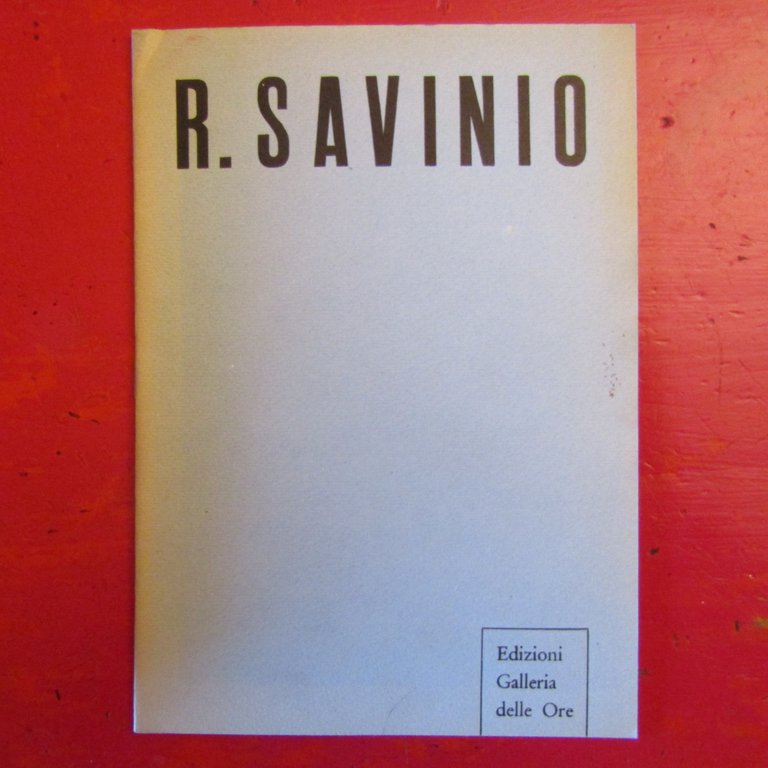 R. SAVINIO
Edizioni
Galleria
delle Ore